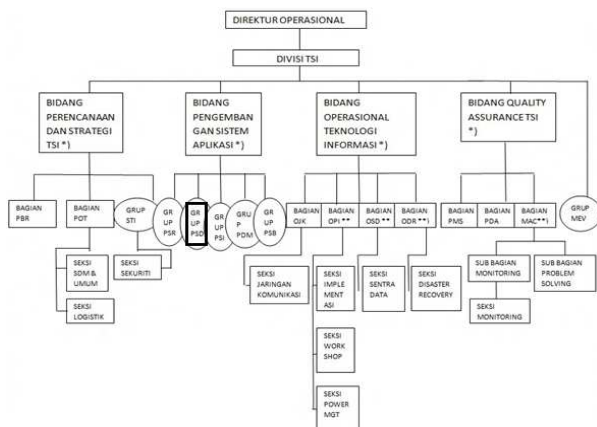 DIREKTUR OPERASIONAL
DIVISI TSI
BIDANG
PERENCANAAN
DAN STRATEGI
TSI *)
BIDANG
PENGEMBAN
GAN SISTEM
APLIKASI *)
BIDANG
OPERASIONAL
TEKNOLOGI
INFORMASI *)
BIDANG QUALITY
ASSURANCE TSI
*)
BAGIAN
PBR
BAGIAN
POT
GRUP
STI
GR
UP
PSR
GR
UP
PSD
GR
UP
PSI
GRU
P
PDM
GR
UP
PSB
BAGIAN
OJK
BAGIAN
OPI **
BAGIAN
OSD **
BAGIAN
ODR **)
BAGIAN
PMS
BAGIAN
PDA
BAGIAN
MAC**)
GRUP
MEV
SEKSI
SDM &
UMUM
SEKSI
LOGISTIK
SEKSI
SEKURITI
SEKSI
JARINGAN
KOMUNIKASI
SEKSI
IMPLE
MENT
ASI
SEKSI
WORK
SHOP
SEKSI
POWER
MGT
SEKSI
SENTRA
DATA
SEKSI
DISASTER
RECOVERY
SUB BAGIAN
MONITORING
SEKSI
MONITORING
SUB BAGIAN
PROBLEM
SOLVING